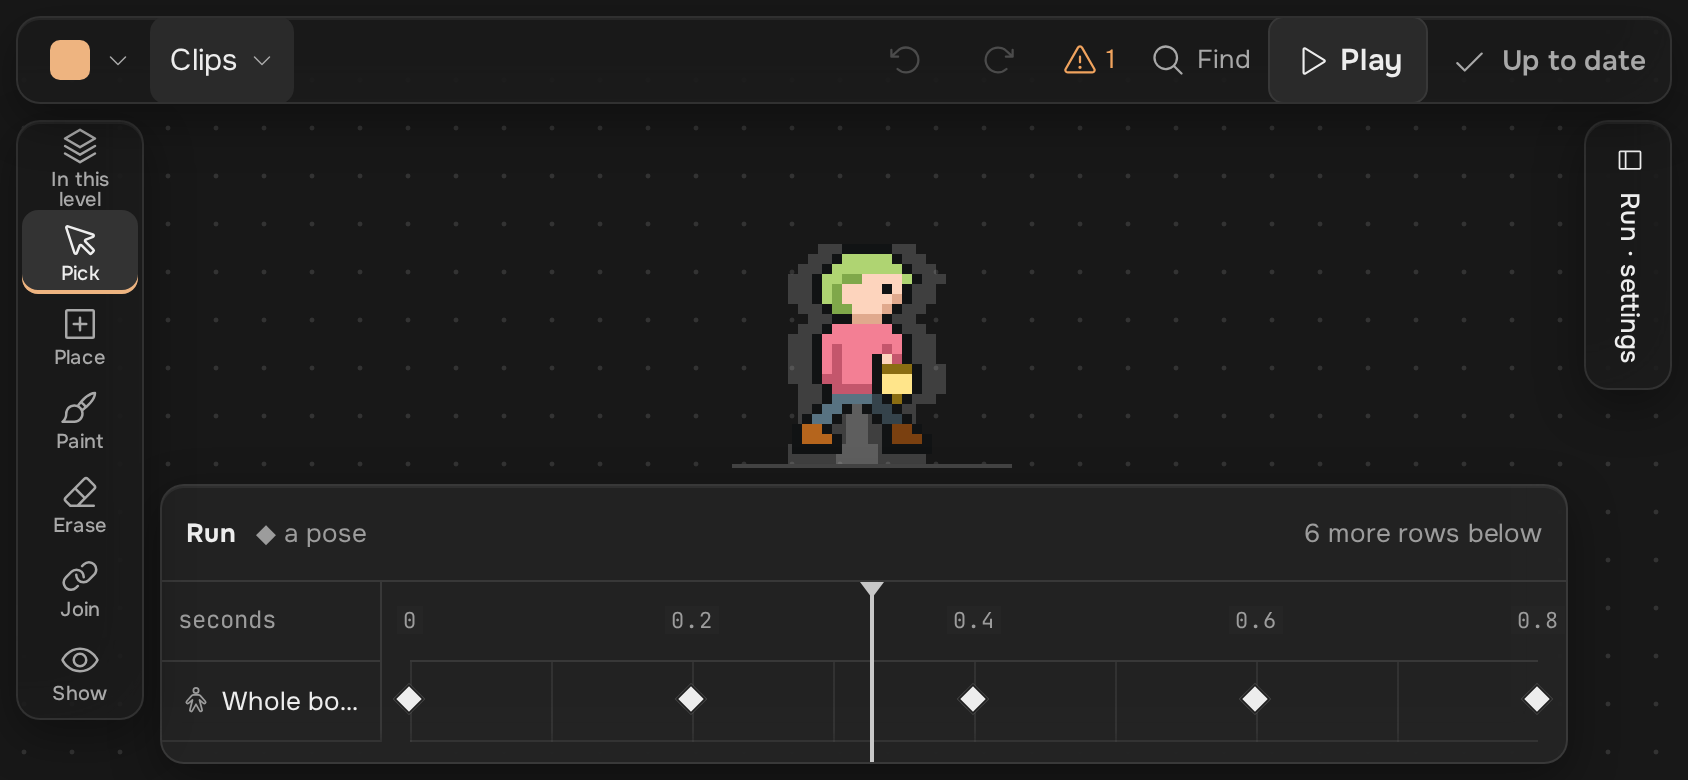 Clips
1
Find
Play
Up to date
In this
level
Pick
Place
Paint
Erase
Join
Show
Run · settings
Run
a pose
6 more rows below
seconds
0
0.2
0.4
0.6
0.8
Whole bo...